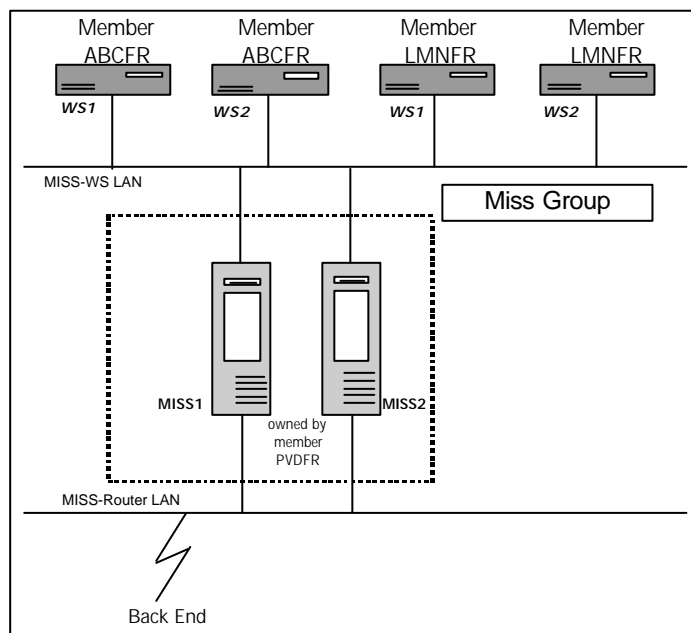 Member
ABCFR
Member
ABCFR
Member
LMNFR
Member
LMNFR
WS1
WS2
WS1
WS2
MISS-WS LAN
Miss Group
MISS1
MISS2
owned by
member
PVDFR
MISS-Router LAN
Back End